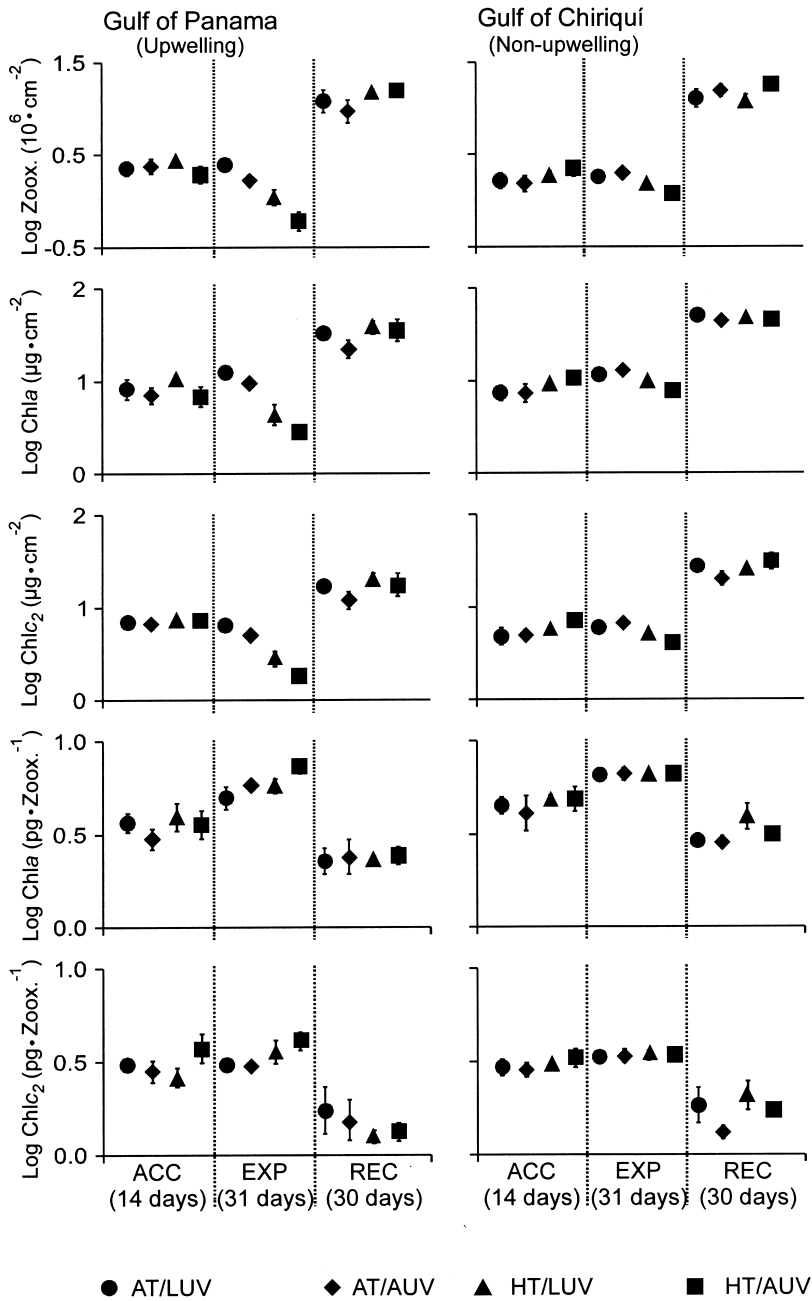 Gulf of Panama
(Upwelling)
Gulf of Chiriquí
(Non-upwelling)
Log Zoox. (10⁶•cm⁻²)
1.5
0.5
-0.5
Log Chla (µg•cm⁻²)
2
1
0
Log Chlc₂ (µg•cm⁻²)
2
1
0
Log Chla (pg•Zoox.⁻¹)
1.0
0.5
0.0
Log Chlc₂ (pg•Zoox.⁻¹)
1.0
0.5
0.0
ACC EXP REC ACC EXP REC
(14 days) (31 days) (30 days) (14 days) (31 days) (30 days)
AT/LUV AT/AUV HT/LUV HT/AUV